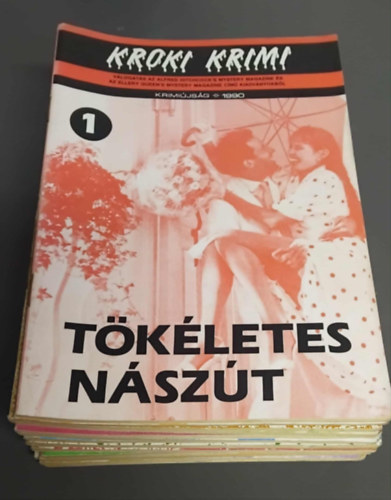 KROKI KRIMI
VÁLOGATÁS AZ ALFRED HITCHCOCK'S MYSTERY MAGAZINE ÉS
AZ ELLERY QUEEN'S MYSTERY MAGAZINE 1990
KRIMIÚJSÁG 1990
1
TÖKÉLETES
NÁSZÚT